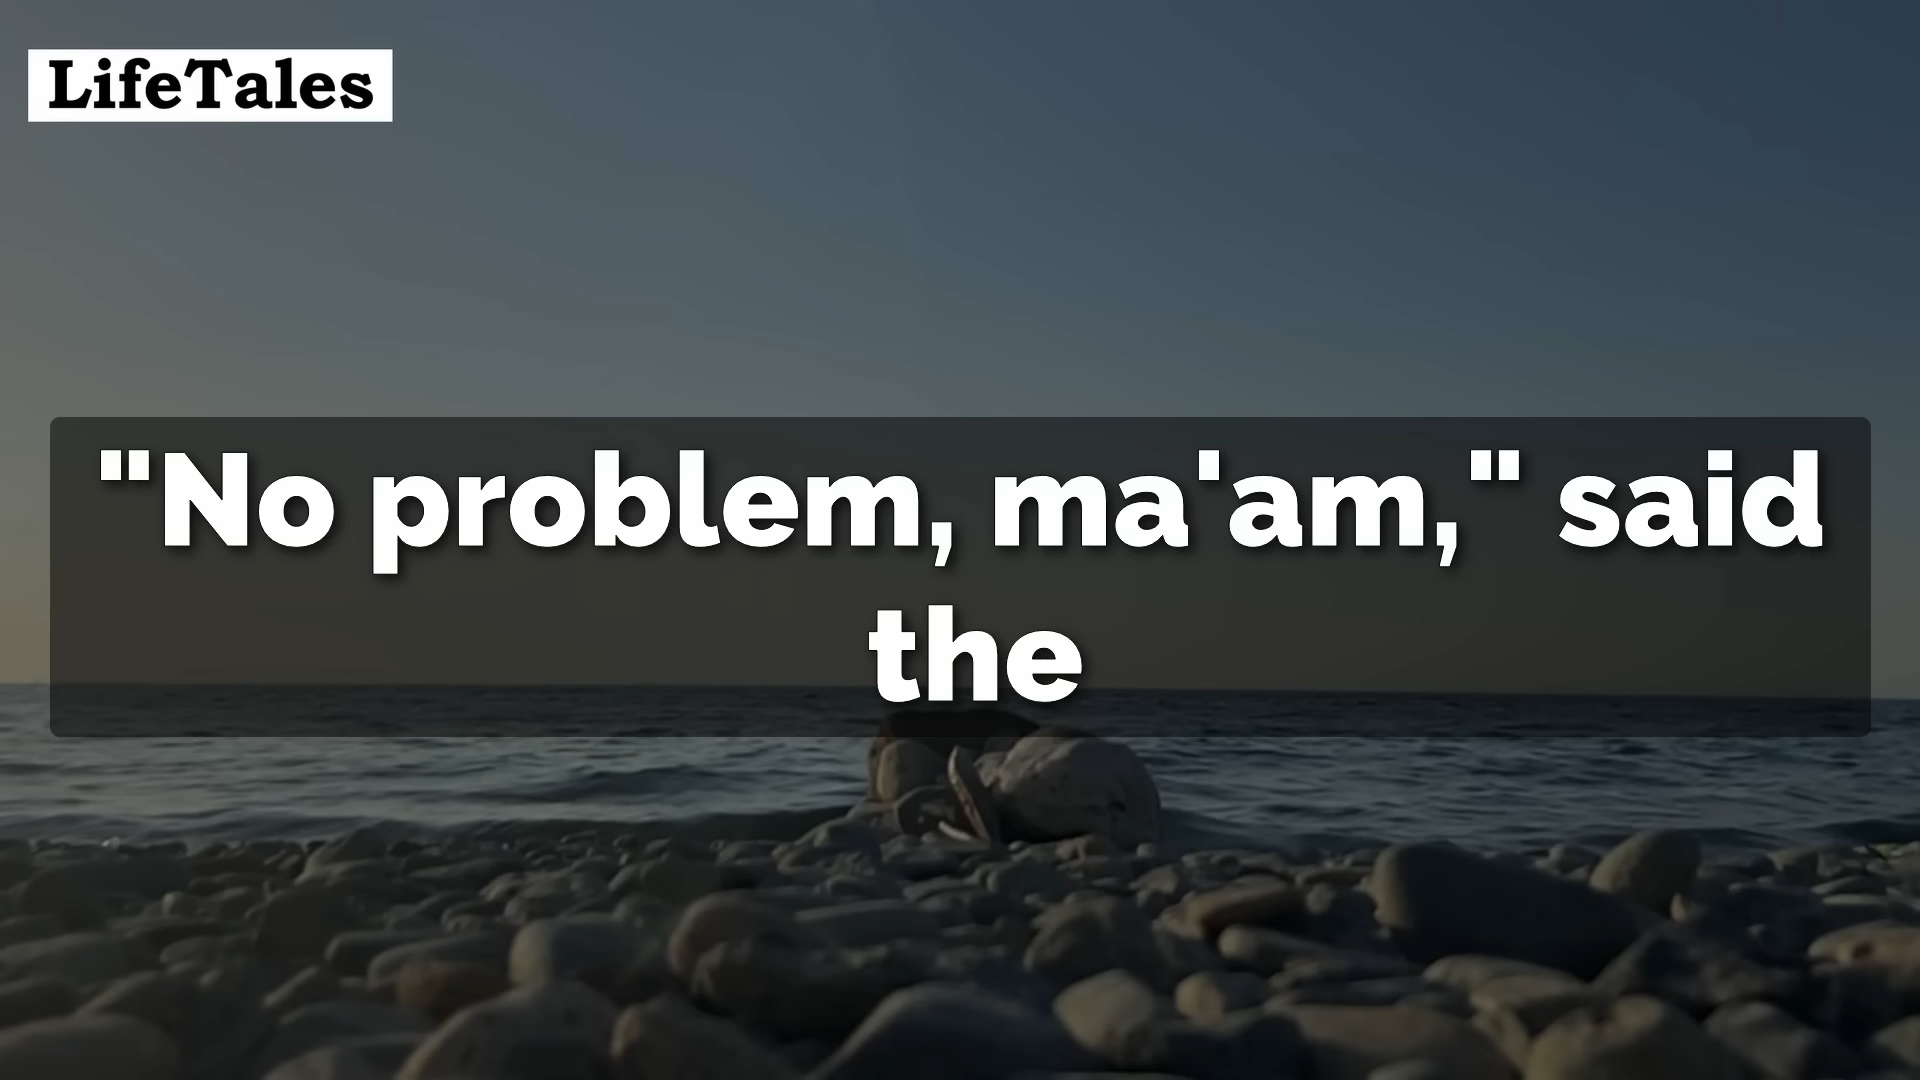 LifeTales
"No problem, ma'am," said
the